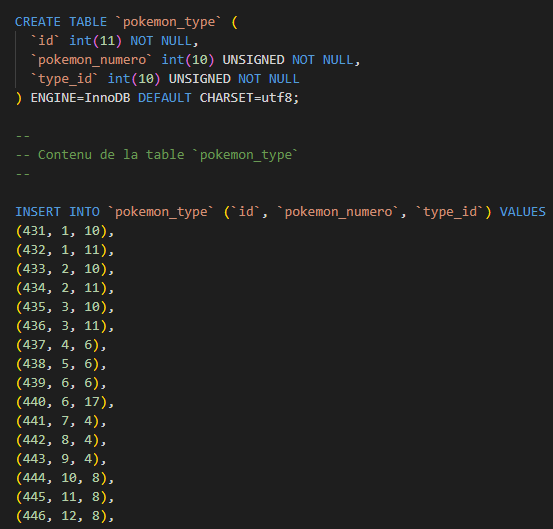 CREATE TABLE `pokemon_type` (
`id` int(11) NOT NULL,
`pokemon_numero` int(10) UNSIGNED NOT NULL,
`type_id` int(10) UNSIGNED NOT NULL
) ENGINE=InnoDB DEFAULT CHARSET=utf8;
--
-- Contenu de la table `pokemon_type`
--
INSERT INTO `pokemon_type` (`id`, `pokemon_numero`, `type_id`) VALUES
(431, 1, 10),
(432, 1, 11),
(433, 2, 10),
(434, 2, 11),
(435, 3, 10),
(436, 3, 11),
(437, 4, 6),
(438, 5, 6),
(439, 6, 6),
(440, 6, 17),
(441, 7, 4),
(442, 8, 4),
(443, 9, 4),
(444, 10, 8),
(445, 11, 8),
(446, 12, 8),